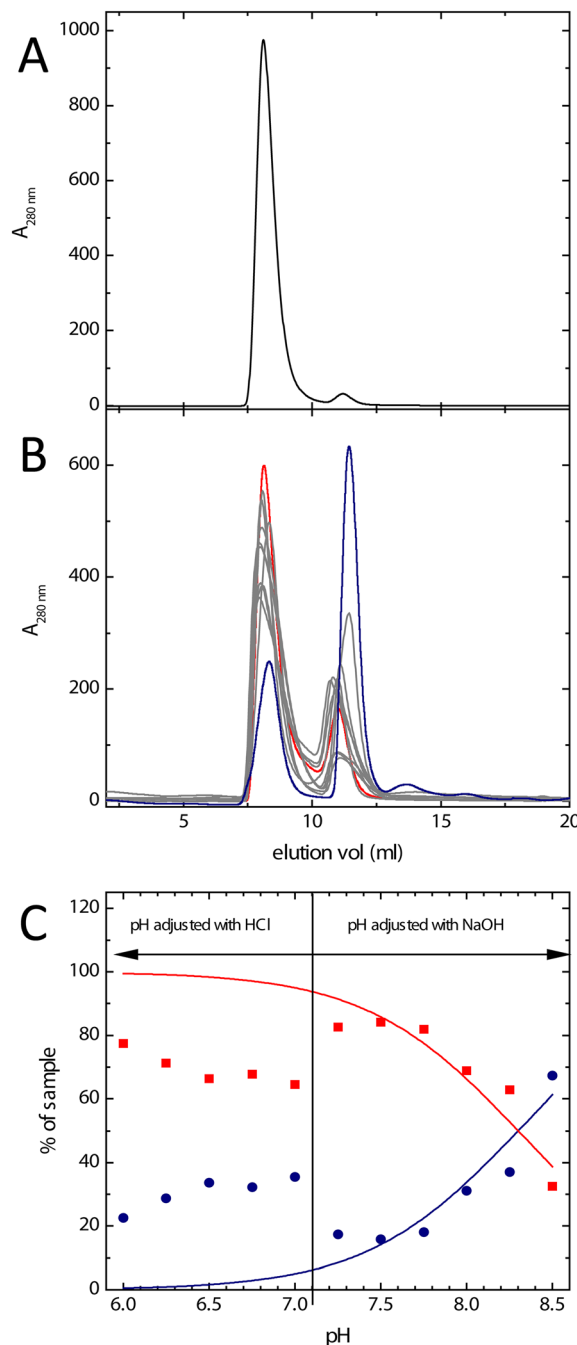 A
1000
800
600
400
200
0
A280 nm
B
600
400
200
0
A280 nm
5
10
15
20
elution vol (ml)
C
120
100
80
60
40
20
0
% of sample
pH adjusted with HCl
pH adjusted with NaOH
6.0
6.5
7.0
7.5
8.0
8.5
pH